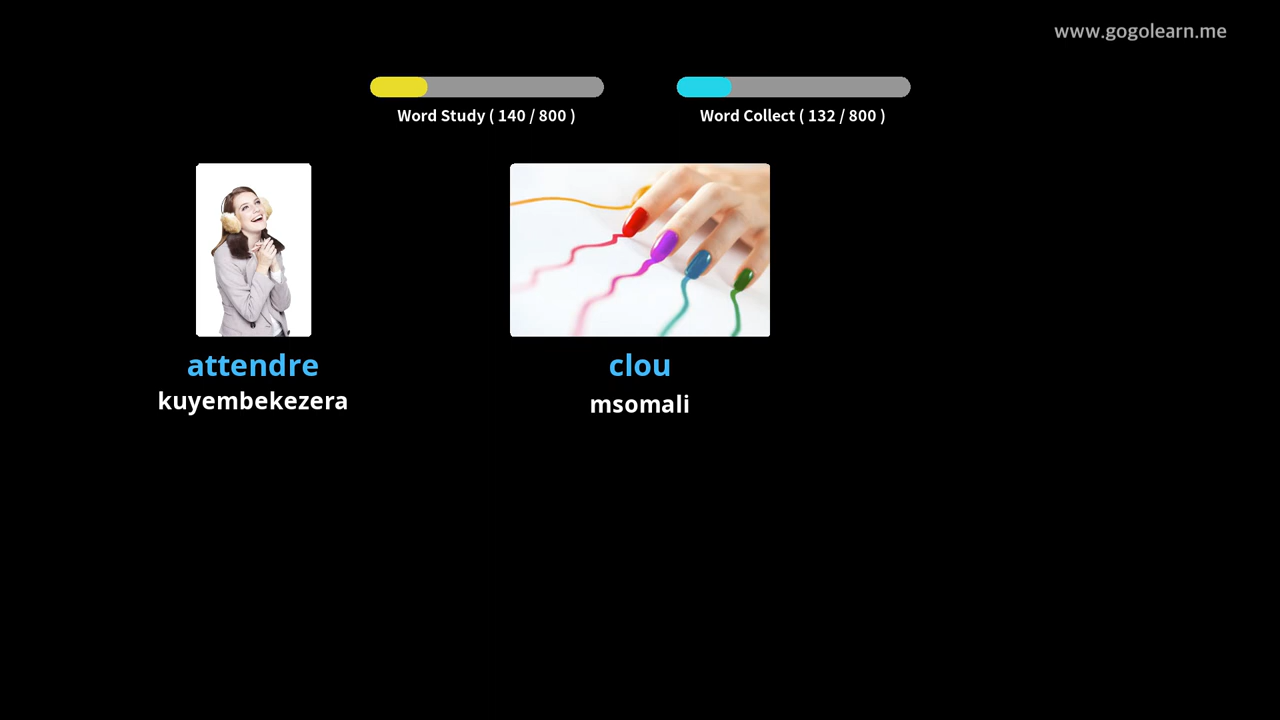 www.gogolearn.me
Word Study ( 140 / 800 )
Word Collect ( 132 / 800 )
attendre
kuyembekezera
clou
msomali